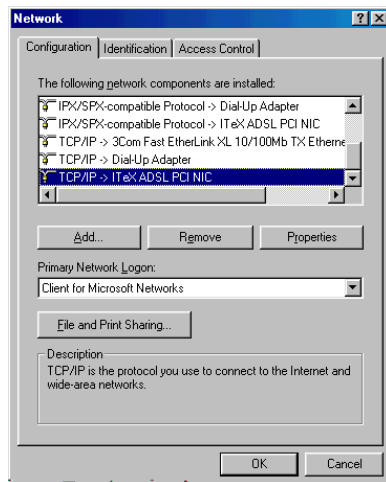 Network
Configuration Identification Access Control
The following network components are installed:
IPX/SPX-compatible Protocol -> Dial-Up Adapter
IPX/SPX-compatible Protocol -> ITeX ADSL PCI NIC
TCP/IP -> 3Com Fast EtherLink XL 10/100Mb TX Etherne
TCP/IP -> Dial-Up Adapter
TCP/IP -> ITeX ADSL PCI NIC
Add... Remove Properties
Primary Network Logon:
Client for Microsoft Networks
File and Print Sharing...
Description
TCP/IP is the protocol you use to connect to the Internet and
wide-area networks.
OK Cancel